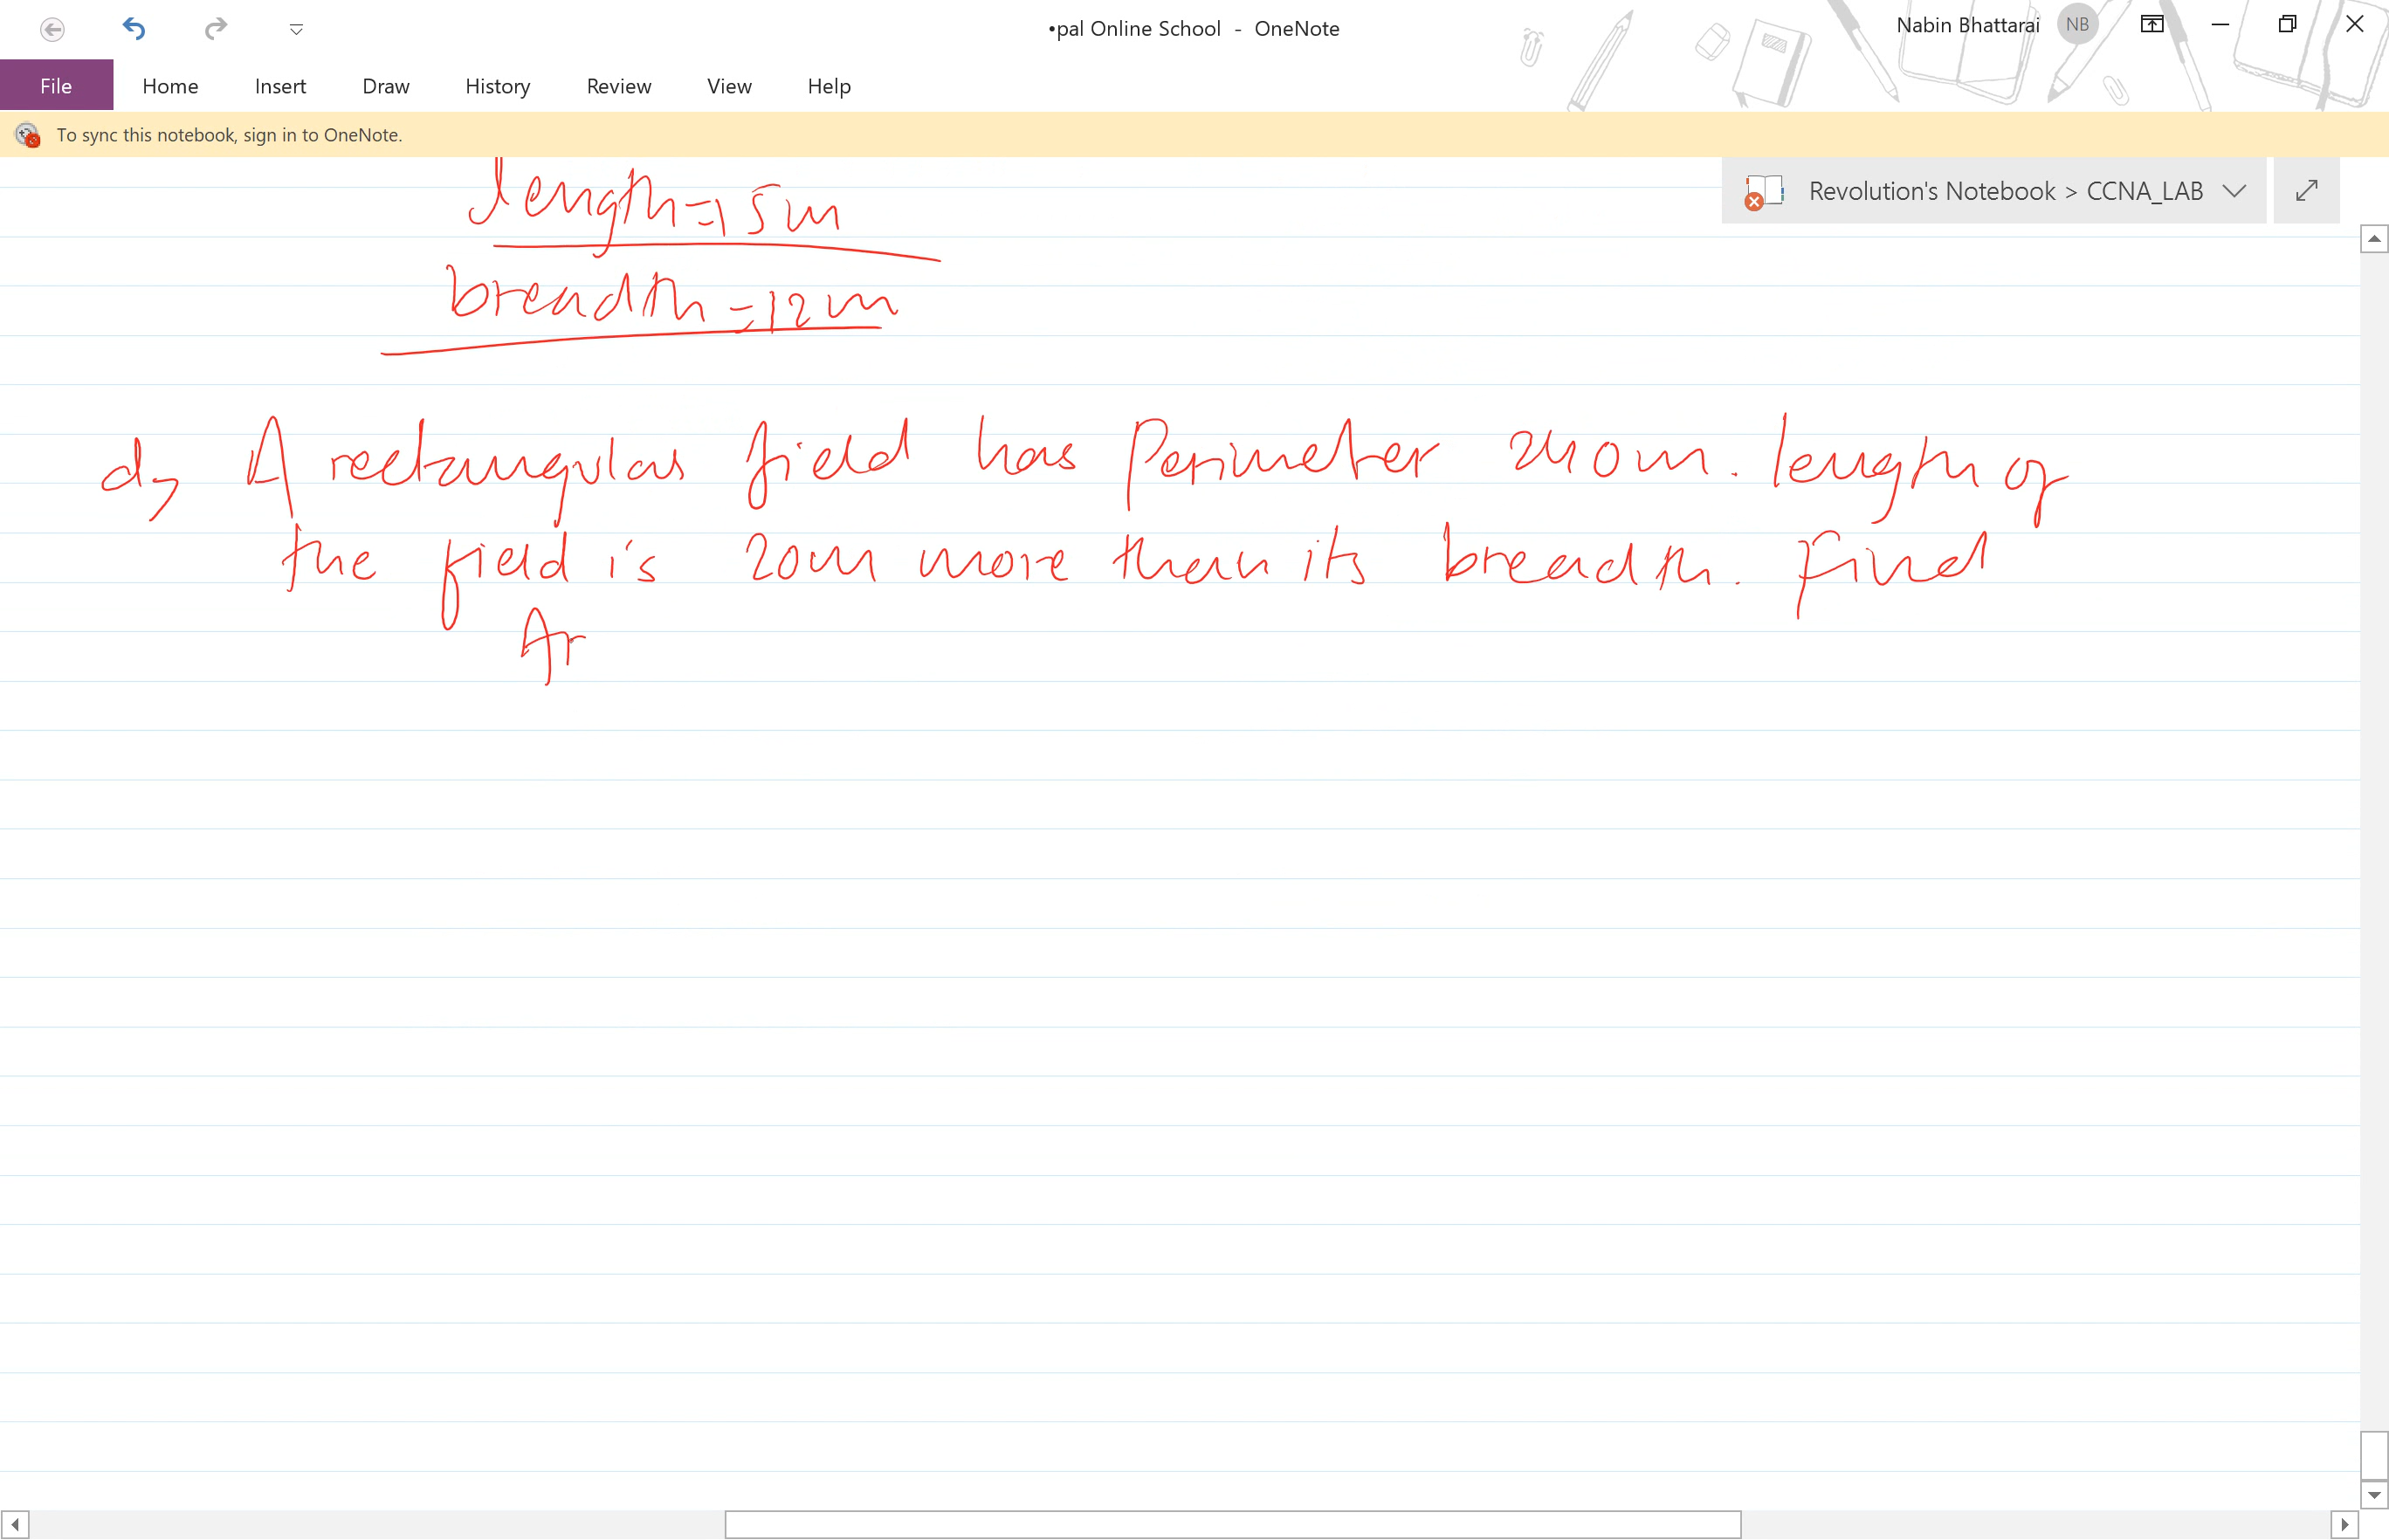 •pal Online School - OneNote
Nabin Bhattarai NB
File Home Insert Draw History Review View Help
To sync this notebook, sign in to OneNote.
Revolution's Notebook > CCNA_LAB
length=15m
breadth=12m
d, A rectangular field has Perimeter 240m. length of
the field is 20m more than its breadth. Find
Ar